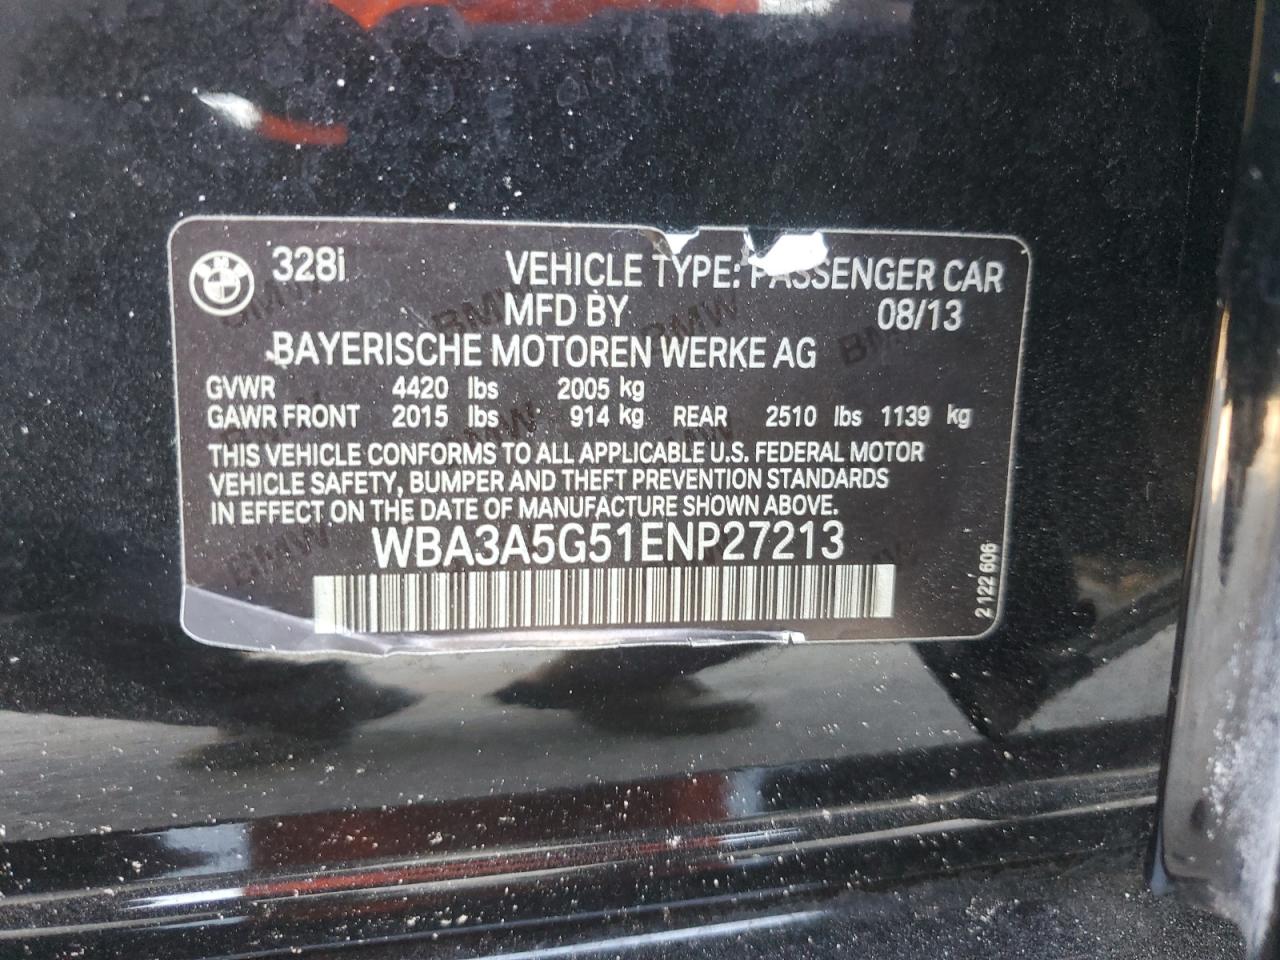 328i VEHICLE TYPE: PASSENGER CAR
MFD BY 08/13
BAYERISCHE MOTOREN WERKE AG
GVWR 4420 lbs 2005 kg
GAWR FRONT 2015 lbs 914 kg REAR 2510 lbs 1139 kg
THIS VEHICLE CONFORMS TO ALL APPLICABLE U.S. FEDERAL MOTOR
VEHICLE SAFETY, BUMPER AND THEFT PREVENTION STANDARDS
IN EFFECT ON THE DATE OF MANUFACTURE SHOWN ABOVE.
WBA3A5G51ENP27213
2 122 606